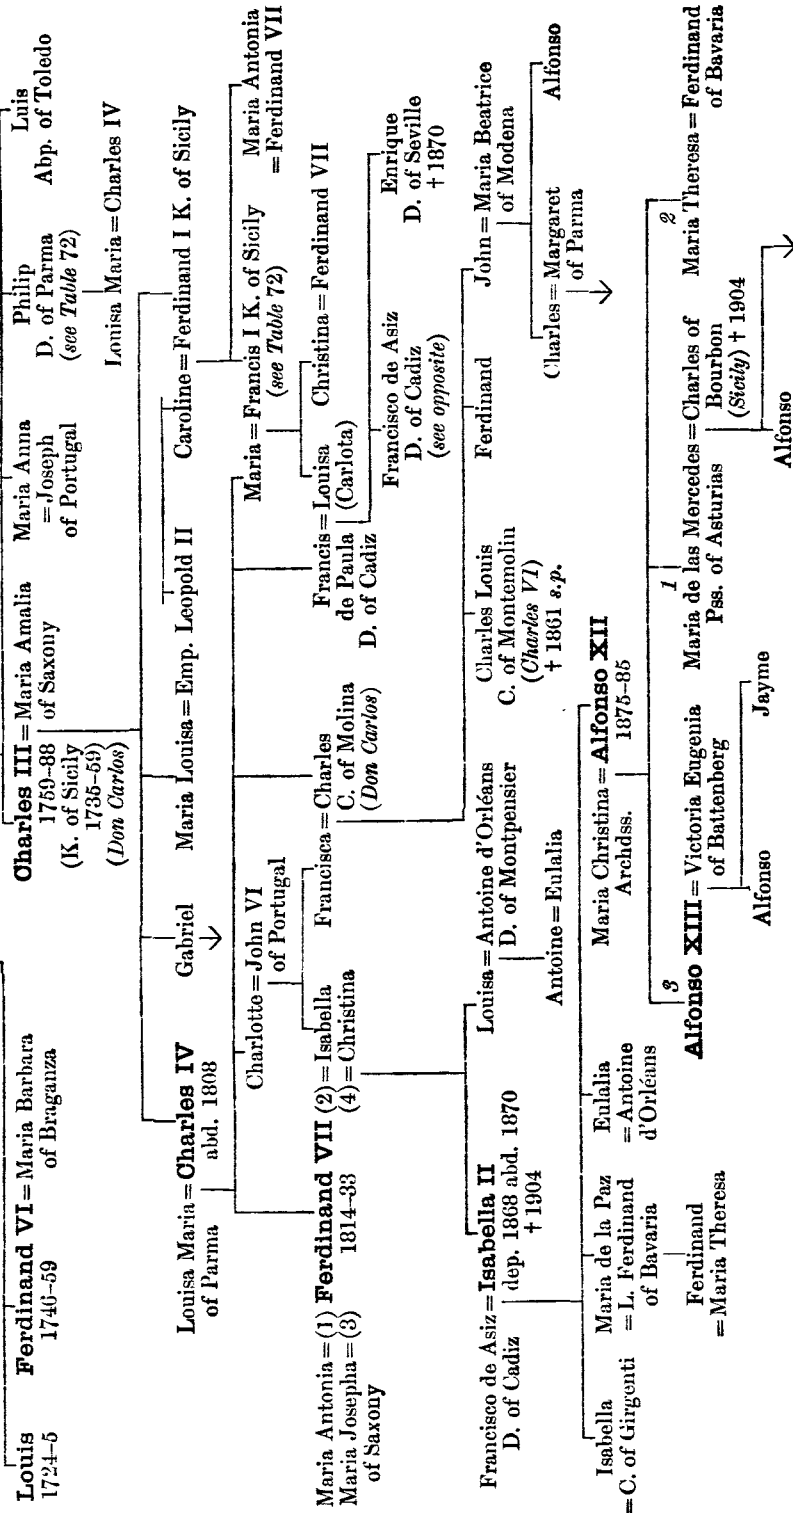 Louis
1724–5
Ferdinand VI = Maria Barbara
1746–59
of Braganza
Charles III = Maria Amalia
1759–88
of Saxony
(K. of Sicily
1735–59)
(Don Carlos)
Maria Anna
= Joseph
of Portugal
Philip
D. of Parma
(see Table 72)
Luis
Abp. of Toledo
Louisa Maria = Charles IV
Louisa Maria = Charles IV
of Parma
abd. 1808
Gabriel
Maria Louisa = Emp. Leopold II
Caroline = Ferdinand I K. of Sicily
Charlotte = John VI
of Portugal
Maria = Francis I K. of Sicily
(see Table 72)
Maria Antonia
= Ferdinand VII
Maria Antonia = (1) Ferdinand VII (2) = Isabella
Maria Josepha = (3) 1814–33 (4) = Christina
of Saxony
Francisca = Charles
C. of Molina
(Don Carlos)
Francis = Louisa
de Paula (Carlota)
D. of Cadiz
Christina = Ferdinand VII
Francisco de Asiz
D. of Cadiz
(see opposite)
Enrique
D. of Seville
† 1870
Francisco de Asiz = Isabella II
D. of Cadiz
dep. 1868 abd. 1870
† 1904
Louisa = Antoine d'Orléans
D. of Montpensier
Antoine = Eulalia
Charles Louis
C. of Montemolin
(Charles VI)
† 1861 s.p.
Ferdinand
John = Maria Beatrice
of Modena
Charles = Margaret
of Parma
Alfonso
Isabella
= C. of Girgenti
Maria de la Paz
= L. Ferdinand
of Bavaria
Eulalia
= Antoine
d'Orléans
Maria Christina = Alfonso XII
Archdss.
1875–85
Ferdinand
= Maria Theresa
3
Alfonso XIII = Victoria Eugenia
of Battenberg
1
Maria de las Mercedes = Charles of
Pss. of Asturias
Bourbon
(Sicily) † 1904
2
Maria Theresa = Ferdinand
of Bavaria
Alfonso
Jayme
Alfonso